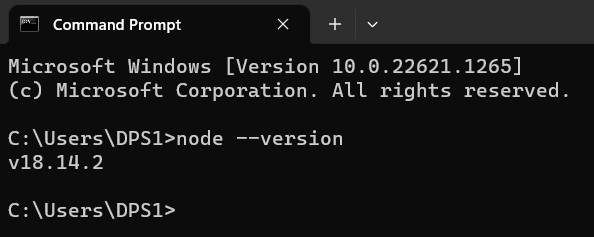 Command Prompt
Microsoft Windows [Version 10.0.22621.1265]
(c) Microsoft Corporation. All rights reserved.
C:\Users\DPS1>node --version
v18.14.2
C:\Users\DPS1>